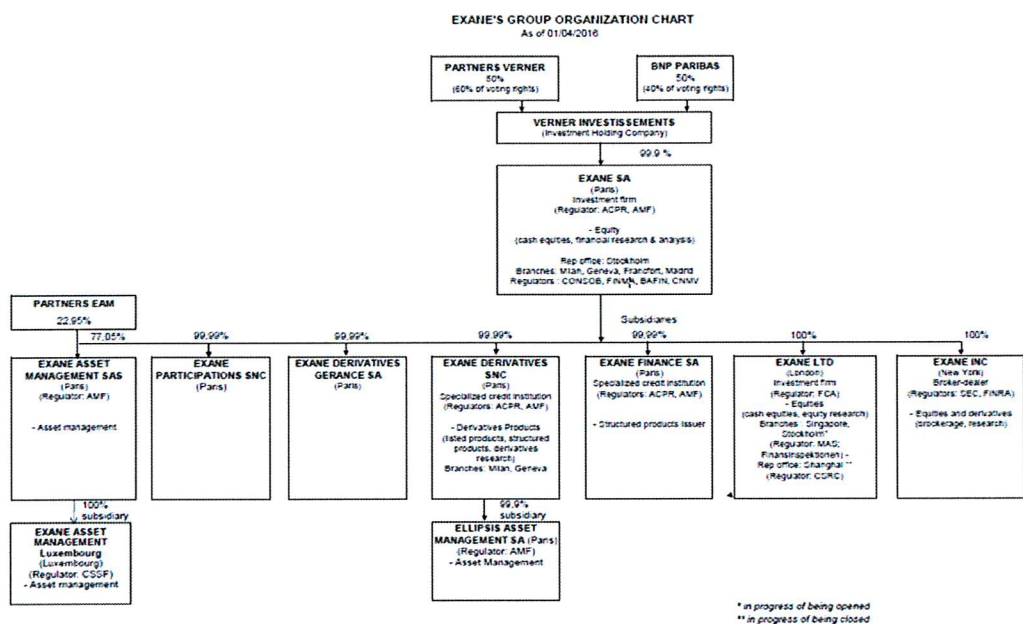 EXANE'S GROUP ORGANIZATION CHART
As of 01/04/2016
PARTNERS VERNER
50%
(60% of voting rights)
BNP PARIBAS
50%
(40% of voting rights)
VERNER INVESTISSEMENTS
(Investment Holding Company)
99.9 %
EXANE SA
(Paris)
Investment firm
(Regulator: ACPR, AMF)
- Equity
(cash equities, financial research & analysis)
Rep office: Stockholm
Branches: Milan, Geneva, Francfort, Madrid
Regulators : CONSOB, FINMA, BAFIN, CNMV
PARTNERS EAM
22,95%
Subsidiaries
77,05%
99,99%
99,99%
99,99%
99,99%
100%
100%
EXANE ASSET
MANAGEMENT SAS
(Paris)
(Regulator: AMF)
- Asset management
EXANE
PARTICIPATIONS SNC
(Paris)
EXANE DERIVATIVES
GERANCE SA
(Paris)
EXANE DERIVATIVES
SNC
(Paris)
Specialized credit institution
(Regulators: ACPR, AMF)
- Derivatives Products
(listed products, structured
products, derivatives
research)
Branches: Milan, Geneva
EXANE FINANCE SA
(Paris)
Specialized credit institution
(Regulators: ACPR, AMF)
- Structured products Issuer
EXANE LTD
(London)
Investment firm
(Regulator: FCA)
- Equities
(cash equities, equity research)
Branches : Singapore,
Stockholm*
(Regulator: MAS;
Finansinspektionen) -
Rep office: Shanghai **
(Regulator: CSRC)
EXANE INC
(New York)
Broker-dealer
(Regulators: SEC, FINRA)
- Equities and derivatives
(brokerage, research)
100%
subsidiary
99,9%
subsidiary
EXANE ASSET
MANAGEMENT
Luxembourg
(Luxembourg)
(Regulator: CSSF)
- Asset management
ELLIPSIS ASSET
MANAGEMENT SA (Paris)
(Regulator: AMF)
- Asset Management
* in progress of being opened
** in progress of being closed